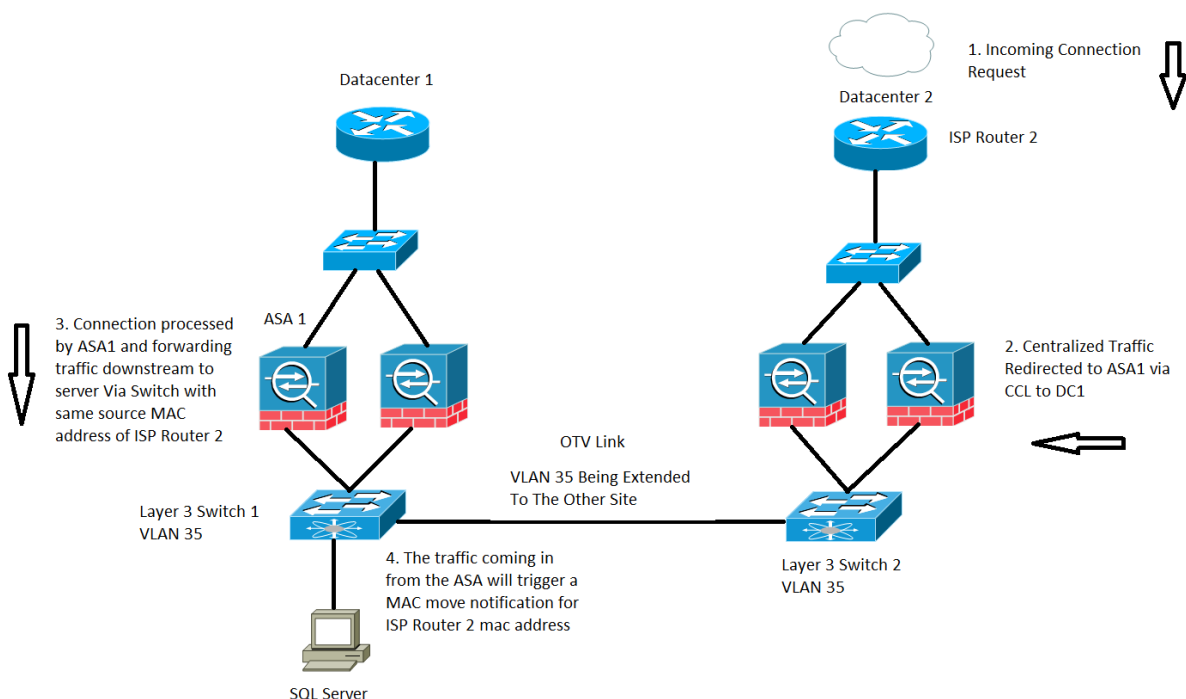 1. Incoming Connection
Request
Datacenter 1
Datacenter 2
ISP Router 2
3. Connection processed
by ASA1 and forwarding
traffic downstream to
server Via Switch with
same source MAC
address of ISP Router 2
ASA 1
2. Centralized Traffic
Redirected to ASA1 via
CCL to DC1
OTV Link
VLAN 35 Being Extended
To The Other Site
Layer 3 Switch 1
VLAN 35
4. The traffic coming in
from the ASA will trigger a
MAC move notification for
ISP Router 2 mac address
Layer 3 Switch 2
VLAN 35
SQL Server